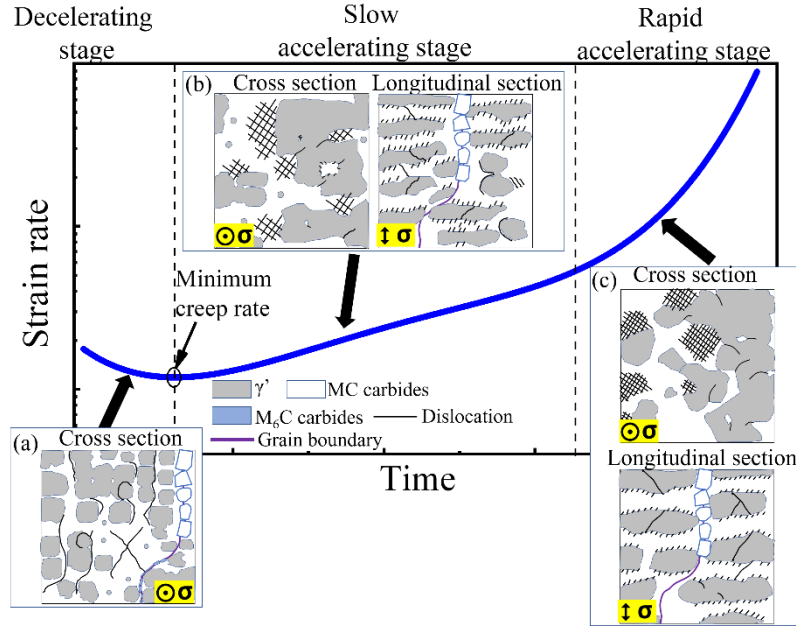 Decelerating
stage
Slow
accelerating stage
Rapid
accelerating stage
(b) Cross section Longitudinal section
⊙ σ
↕ σ
Strain rate
Minimum
creep rate
γ’ MC carbides
M₆C carbides Dislocation
Grain boundary
(a) Cross section
⊙ σ
Time
(c) Cross section
⊙ σ
Longitudinal section
↕ σ